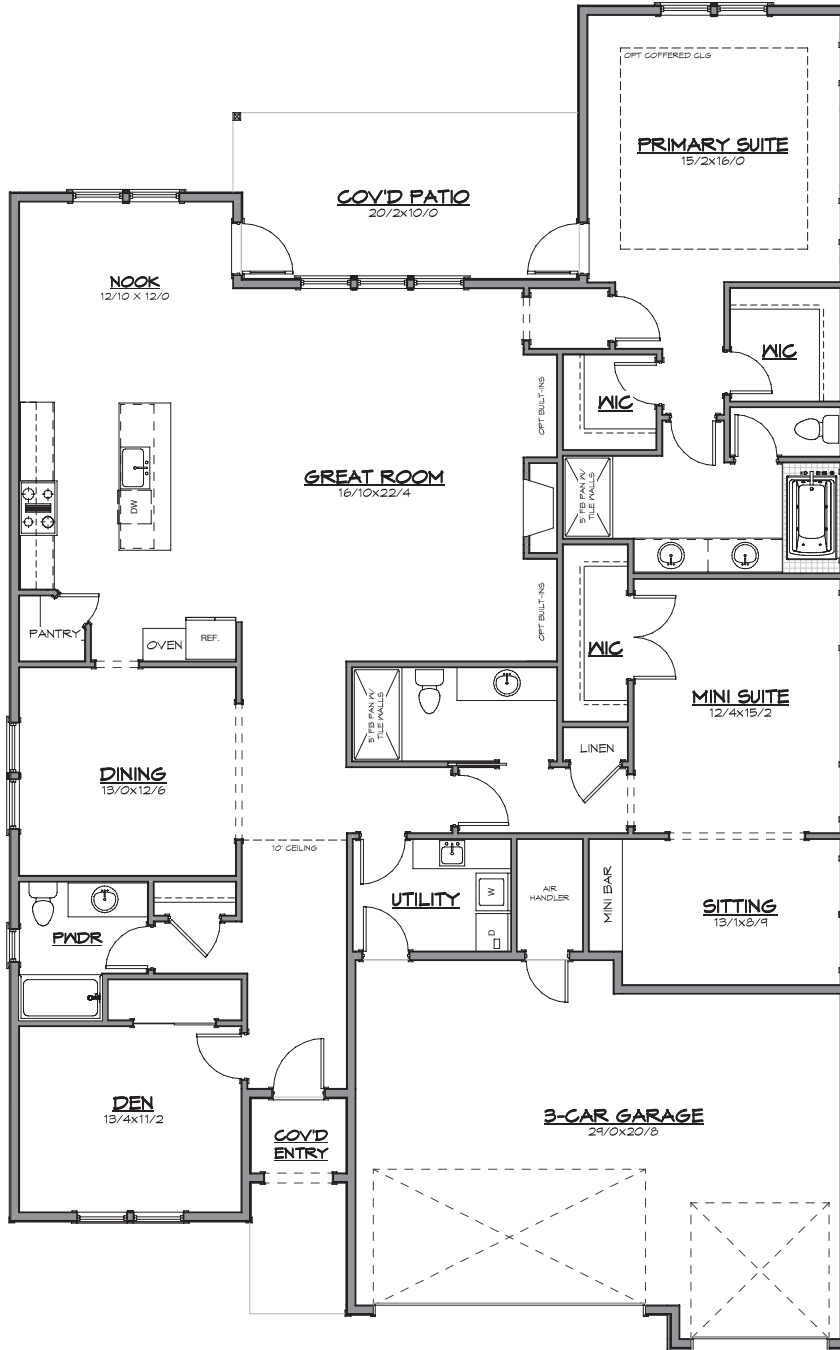 OPT COFFERED CLG
PRIMARY SUITE
15/2x16/0
COV'D PATIO
20/2x10/0
NOOK
12/10 X 12/0
WIC
WIC
OPT BUILT-INS
GREAT ROOM
16/10x22/4
5' FB PAN W/
TILE WALLS
DW
OPT BUILT-INS
PANTRY
OVEN
REF.
WIC
5' FB PAN W/
TILE WALLS
MINI SUITE
12/4x15/2
LINEN
DINING
13/0x12/6
10' CEILING
UTILITY
W
D
AIR
HANDLER
MINI BAR
SITTING
13/1x8/9
PWDR
DEN
13/4x11/2
COV'D
ENTRY
3-CAR GARAGE
29/0x20/8